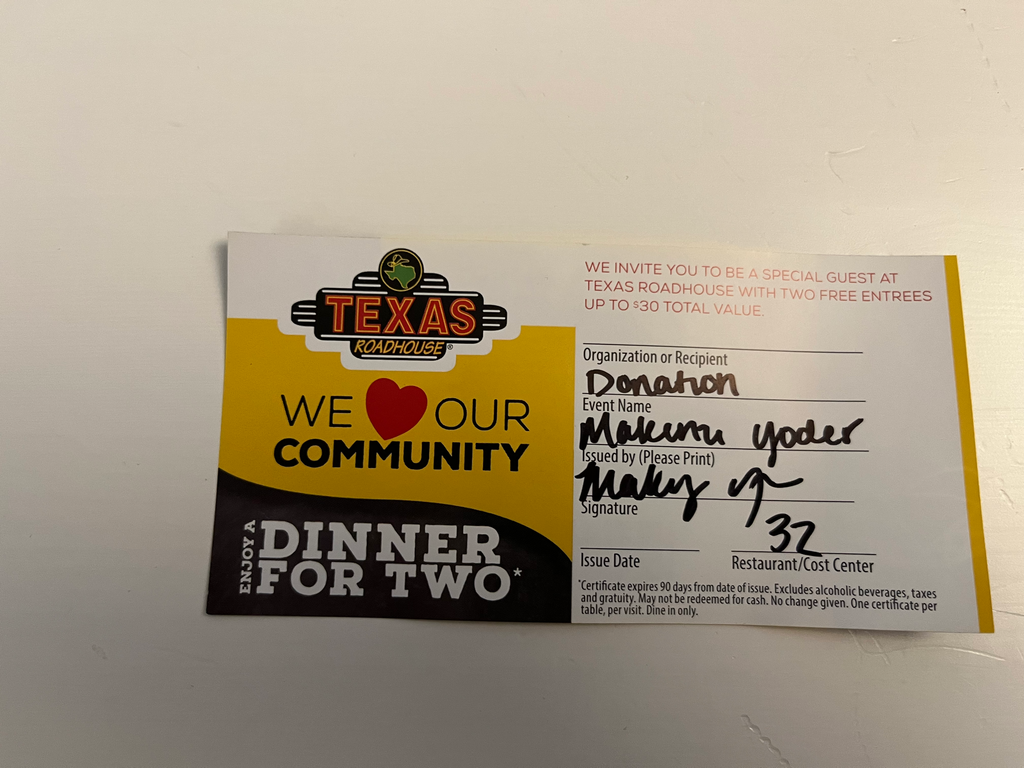 TEXAS
ROADHOUSE®
WE OUR
COMMUNITY
ENJOY A
DINNER
FOR TWO*
WE INVITE YOU TO BE A SPECIAL GUEST AT
TEXAS ROADHOUSE WITH TWO FREE ENTREES
UP TO $30 TOTAL VALUE.
Organization or Recipient
Donation
Event Name
Yoder
Issued by (Please Print)
Signature
32
Issue Date
Restaurant/Cost Center
*Certificate expires 90 days from date of issue. Excludes alcoholic beverages, taxes
and gratuity. May not be redeemed for cash. No change given. One certificate per
table, per visit. Dine in only.